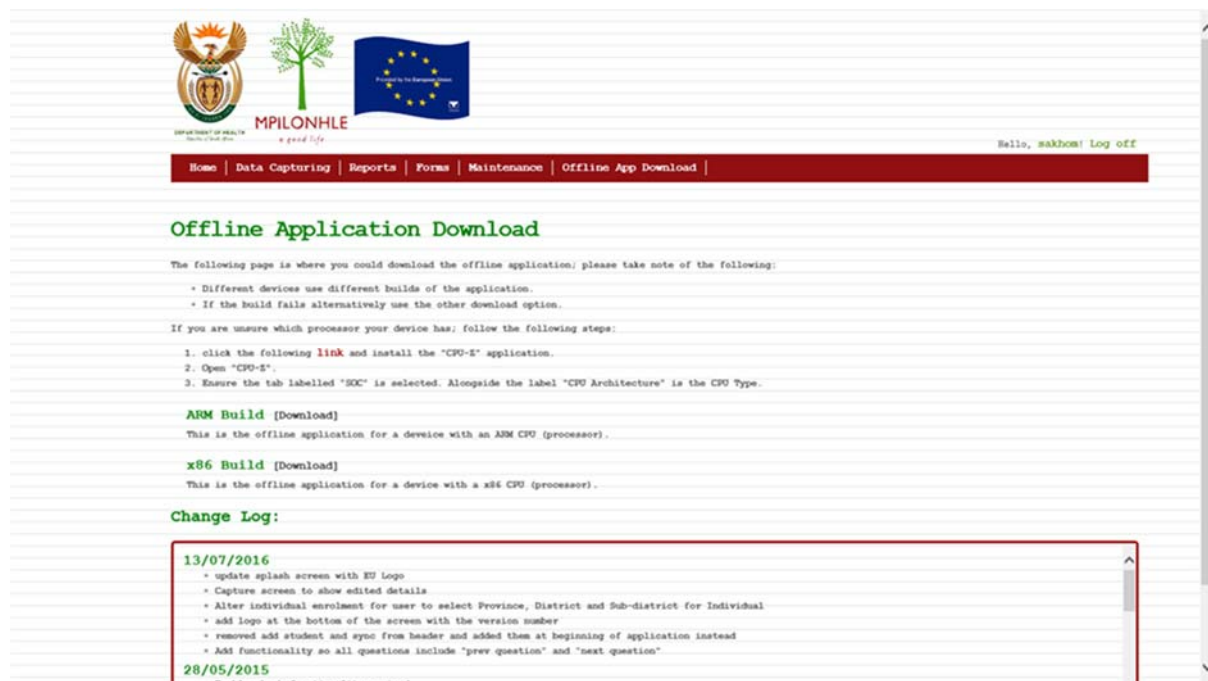 DEPARTMENT OF HEALTH
MPILONHLE
a good life
Provided by the European Union
Hello, sakhom! Log off
Home | Data Capturing | Reports | Forms | Maintenance | Offline App Download |
Offline Application Download
The following page is where you could download the offline application; please take note of the following:
Different devices use different builds of the application.
If the build fails alternatively use the other download option.
If you are unsure which processor your device has; follow the following steps:
1. click the following link and install the "CPU-Z" application.
2. Open "CPU-Z".
3. Ensure the tab labelled "SOC" is selected. Alongside the label "CPU Architecture" is the CPU Type.
ARM Build [Download]
This is the offline application for a deveice with an ARM CPU (processor).
x86 Build [Download]
This is the offline application for a device with a x86 CPU (processor).
Change Log:
13/07/2016
update splash screen with EU Logo
Capture screen to show edited details
Alter individual enrolment for user to select Province, District and Sub-district for Individual
add logo at the bottom of the screen with the version number
removed add student and sync from header and added them at beginning of application instead
Add functionality so all questions include "prev question" and "next question"
28/05/2015